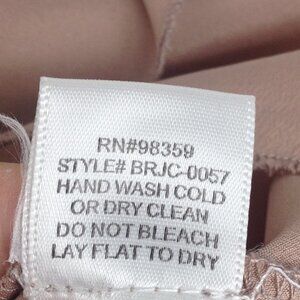 RN#98359
STYLE# BRJC-0057
HAND WASH COLD
OR DRY CLEAN
DO NOT BLEACH
LAY FLAT TO DRY